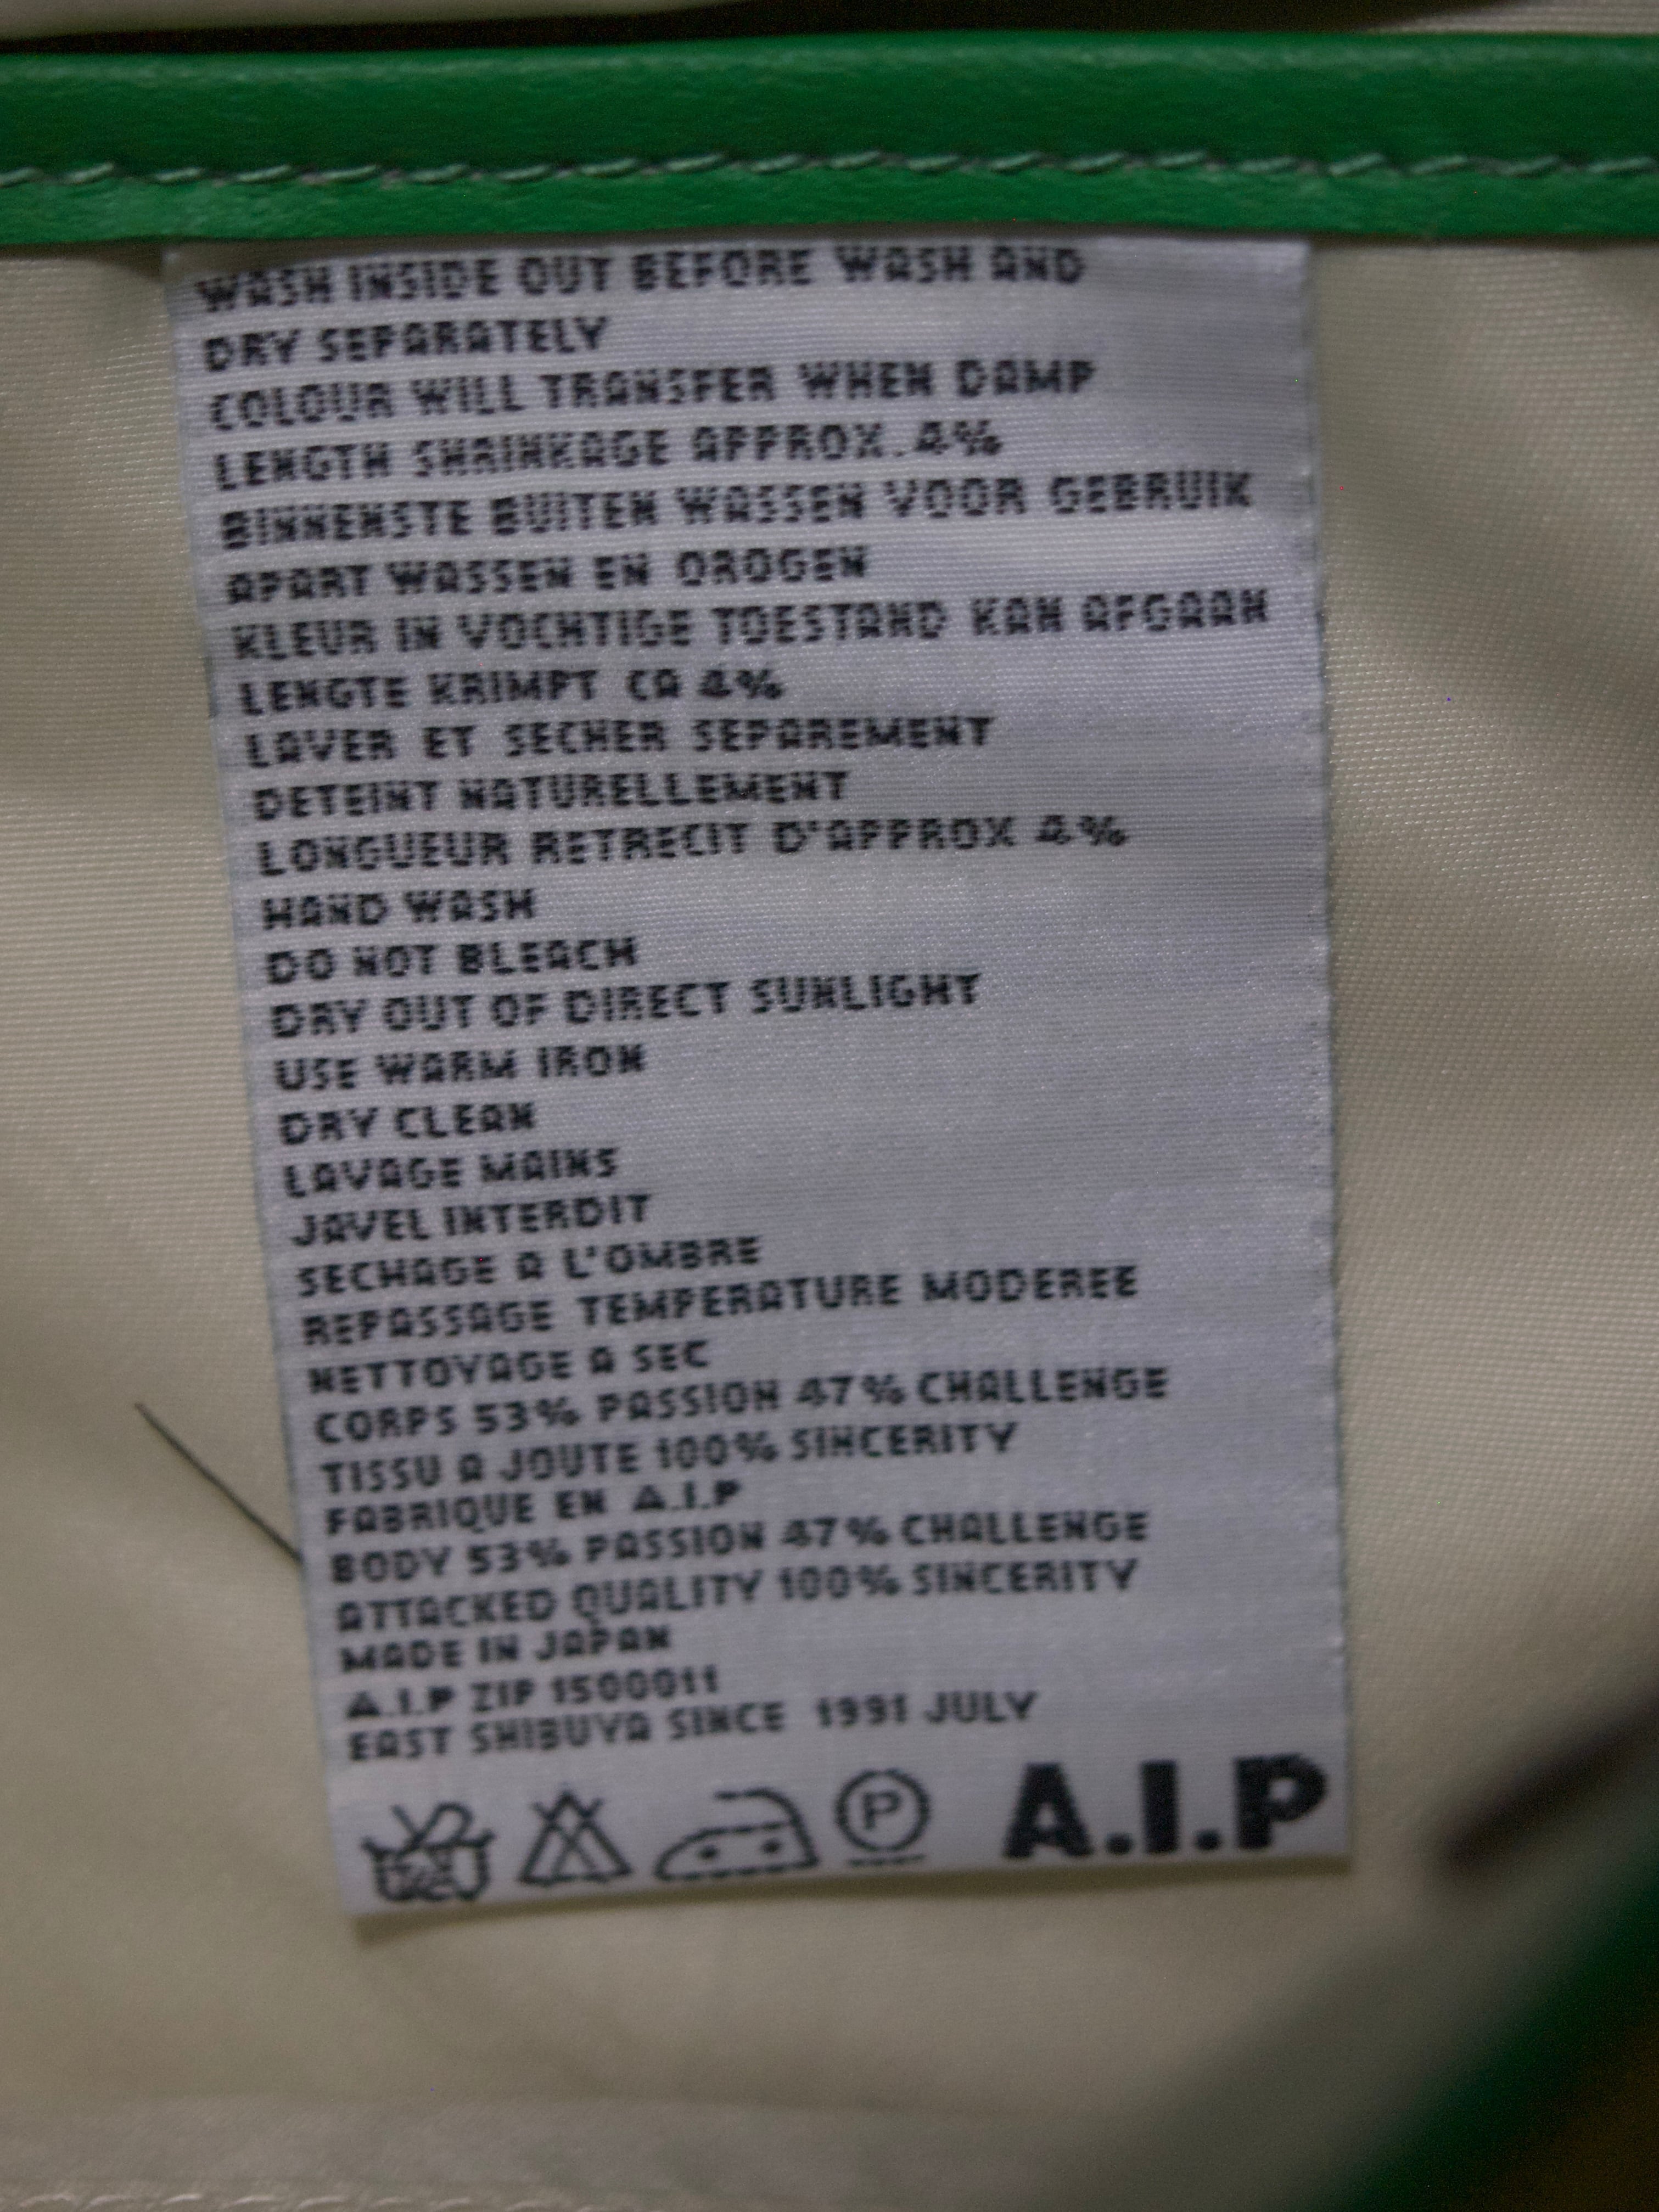 WASH INSIDE OUT BEFORE WASH AND
DRY SEPARATELY
COLOUR WILL TRANSFER WHEN DAMP
LENGTH SHRINKAGE APPROX.4%
BINNENSTE BUITEN WASSEN VOOR GEBRUIK
APART WASSEN EN OROGEN
KLEUR IN VOCHTIGE TOESTAND KAN AFGAAN
LENGTE KRIMPT CA 4%
LAVER ET SECHER SEPAREMENT
DETEINT NATURELLEMENT
LONGUEUR RETRECIT D'APPROX 4%
HAND WASH
DO NOT BLEACH
DRY OUT OF DIRECT SUNLIGHT
USE WARM IRON
DRY CLEAN
LAVAGE MAINS
JAVEL INTERDIT
SECHAGE A L'OMBRE
REPASSAGE TEMPERATURE MODEREE
NETTOYAGE A SEC
CORPS 53% PASSION 47% CHALLENGE
TISSU A JOUTE 100% SINCERITY
FABRIQUE EN A.I.P
BODY 53% PASSION 47% CHALLENGE
ATTACKED QUALITY 100% SINCERITY
MADE IN JAPAN
A.I.P ZIP 1500011
EAST SHIBUYA SINCE 1991 JULY
P A.I.P